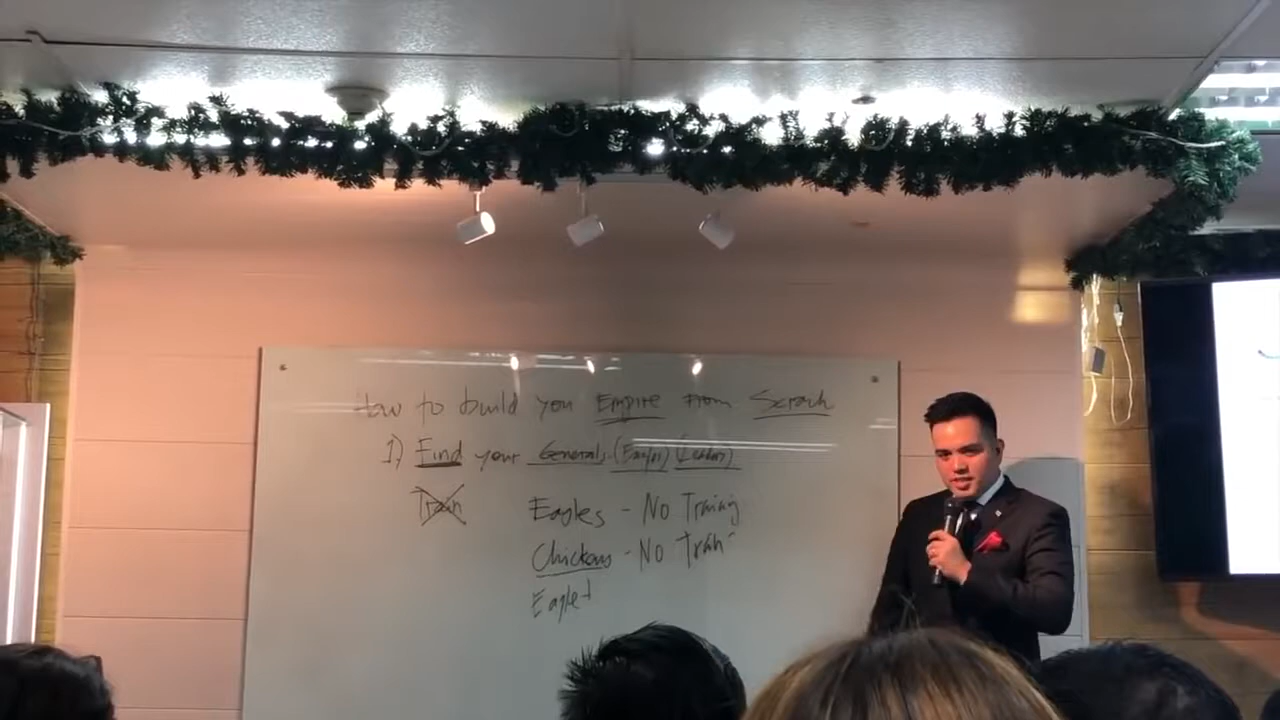 How to build you Empire From Scrach
1) Find your Generals (Eagles) (Leaders)
Train
Eagles - No Training
Chickens - No Train
Eaglet